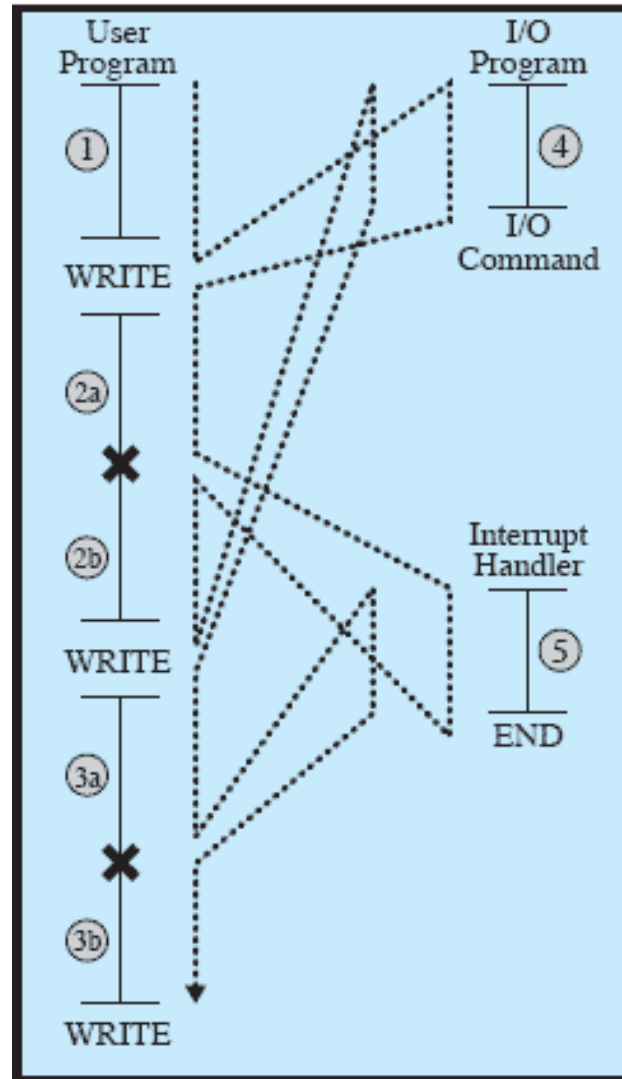 User
Program
1
WRITE
2a
2b
WRITE
3a
3b
WRITE
I/O
Program
4
I/O
Command
Interrupt
Handler
5
END